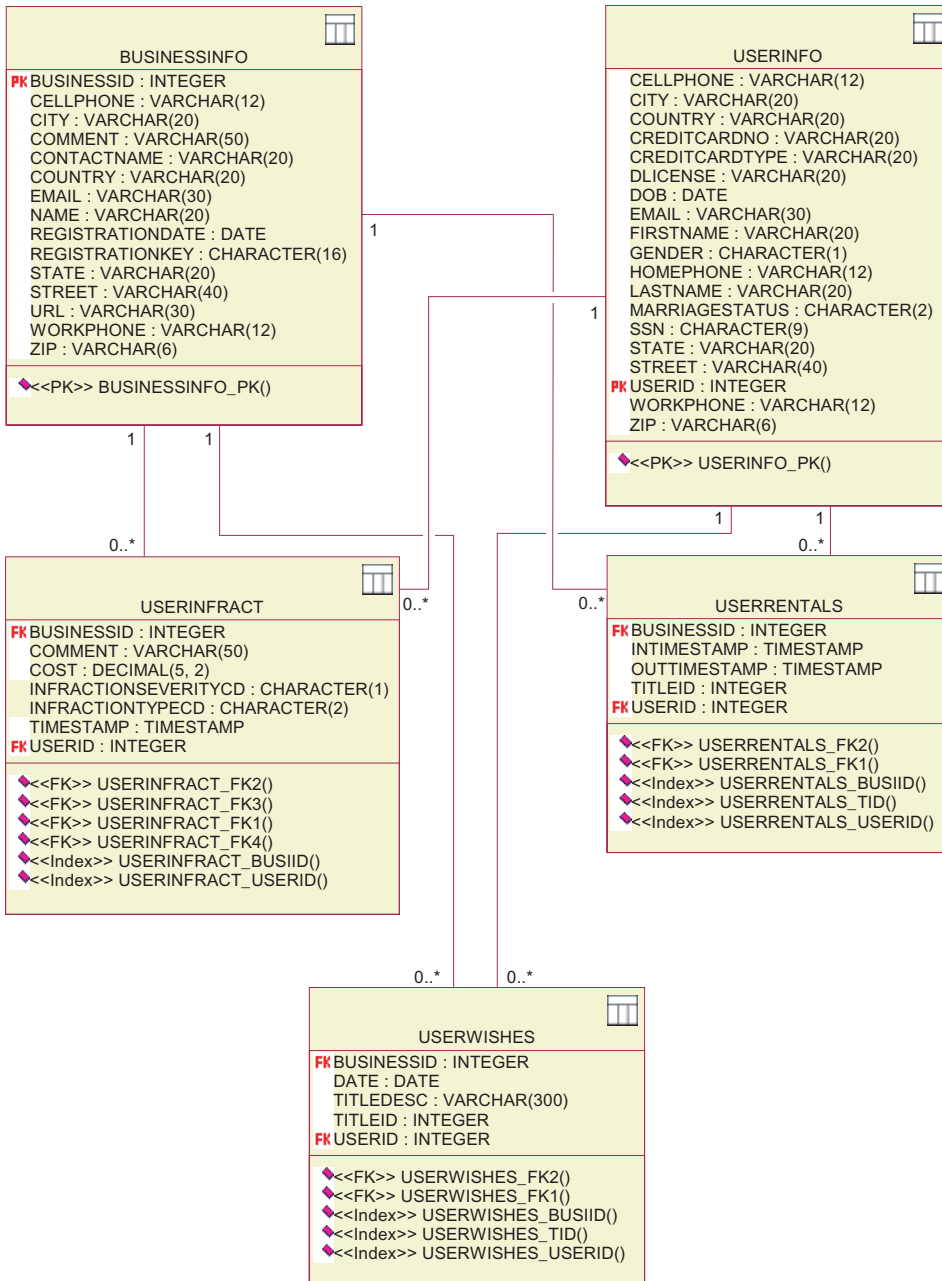 BUSINESSINFO
PK BUSINESSID : INTEGER
CELLPHONE : VARCHAR(12)
CITY : VARCHAR(20)
COMMENT : VARCHAR(50)
CONTACTNAME : VARCHAR(20)
COUNTRY : VARCHAR(20)
EMAIL : VARCHAR(30)
NAME : VARCHAR(20)
REGISTRATIONDATE : DATE
REGISTRATIONKEY : CHARACTER(16)
STATE : VARCHAR(20)
STREET : VARCHAR(40)
URL : VARCHAR(30)
WORKPHONE : VARCHAR(12)
ZIP : VARCHAR(6)
<<PK>> BUSINESSINFO_PK()
USERINFO
CELLPHONE : VARCHAR(12)
CITY : VARCHAR(20)
COUNTRY : VARCHAR(20)
CREDITCARDNO : VARCHAR(20)
CREDITCARDTYPE : VARCHAR(20)
DLICENSE : VARCHAR(20)
DOB : DATE
EMAIL : VARCHAR(30)
FIRSTNAME : VARCHAR(20)
GENDER : CHARACTER(1)
HOMEPHONE : VARCHAR(12)
LASTNAME : VARCHAR(20)
MARRIAGESTATUS : CHARACTER(2)
SSN : CHARACTER(9)
STATE : VARCHAR(20)
STREET : VARCHAR(40)
PK USERID : INTEGER
WORKPHONE : VARCHAR(12)
ZIP : VARCHAR(6)
<<PK>> USERINFO_PK()
1
1
1
1
1
1
0..*
0..*
0..*
0..*
USERINFRACT
FK BUSINESSID : INTEGER
COMMENT : VARCHAR(50)
COST : DECIMAL(5, 2)
INFRACTIONSEVERITYCD : CHARACTER(1)
INFRACTIONTYPECD : CHARACTER(2)
TIMESTAMP : TIMESTAMP
FK USERID : INTEGER
<<FK>> USERINFRACT_FK2()
<<FK>> USERINFRACT_FK3()
<<FK>> USERINFRACT_FK1()
<<FK>> USERINFRACT_FK4()
<<Index>> USERINFRACT_BUSIID()
<<Index>> USERINFRACT_USERID()
USERRENTALS
FK BUSINESSID : INTEGER
INTIMESTAMP : TIMESTAMP
OUTTIMESTAMP : TIMESTAMP
TITLEID : INTEGER
FK USERID : INTEGER
<<FK>> USERRENTALS_FK2()
<<FK>> USERRENTALS_FK1()
<<Index>> USERRENTALS_BUSIID()
<<Index>> USERRENTALS_TID()
<<Index>> USERRENTALS_USERID()
0..*
0..*
USERWISHES
FK BUSINESSID : INTEGER
DATE : DATE
TITLEDESC : VARCHAR(300)
TITLEID : INTEGER
FK USERID : INTEGER
<<FK>> USERWISHES_FK2()
<<FK>> USERWISHES_FK1()
<<Index>> USERWISHES_BUSIID()
<<Index>> USERWISHES_TID()
<<Index>> USERWISHES_USERID()